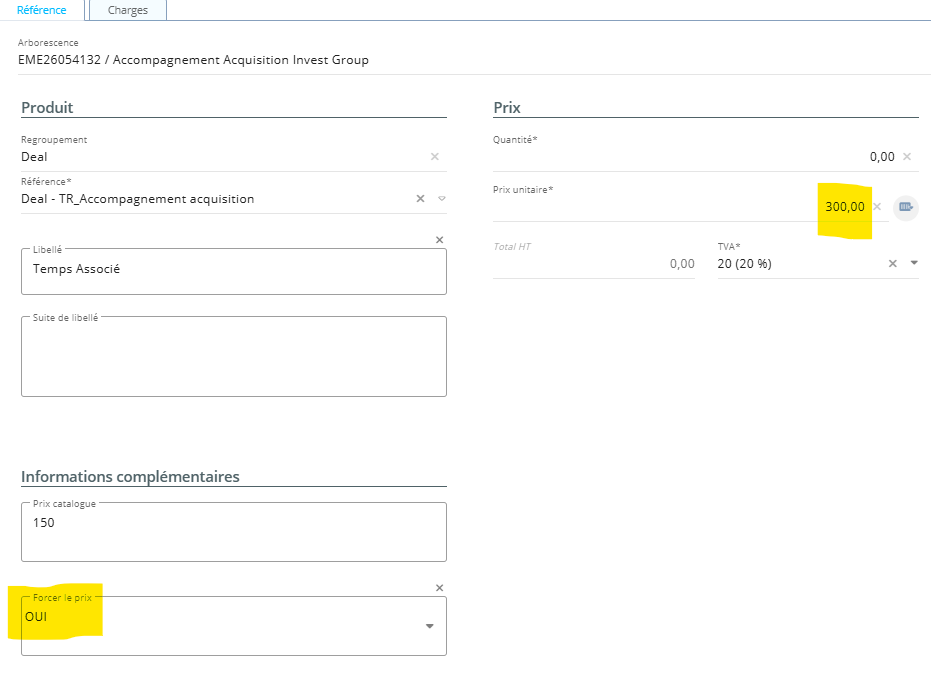 Référence
Charges
Arborescence
EME26054132 / Accompagnement Acquisition Invest Group
Produit
Regroupement
Deal
Référence*
Deal - TR_Accompagnement acquisition
Libellé
Temps Associé
Suite de libellé
Prix
Quantité*
0,00
Prix unitaire*
300,00
Total HT
0,00
TVA*
20 (20 %)
Informations complémentaires
Prix catalogue
150
Forcer le prix
OUI